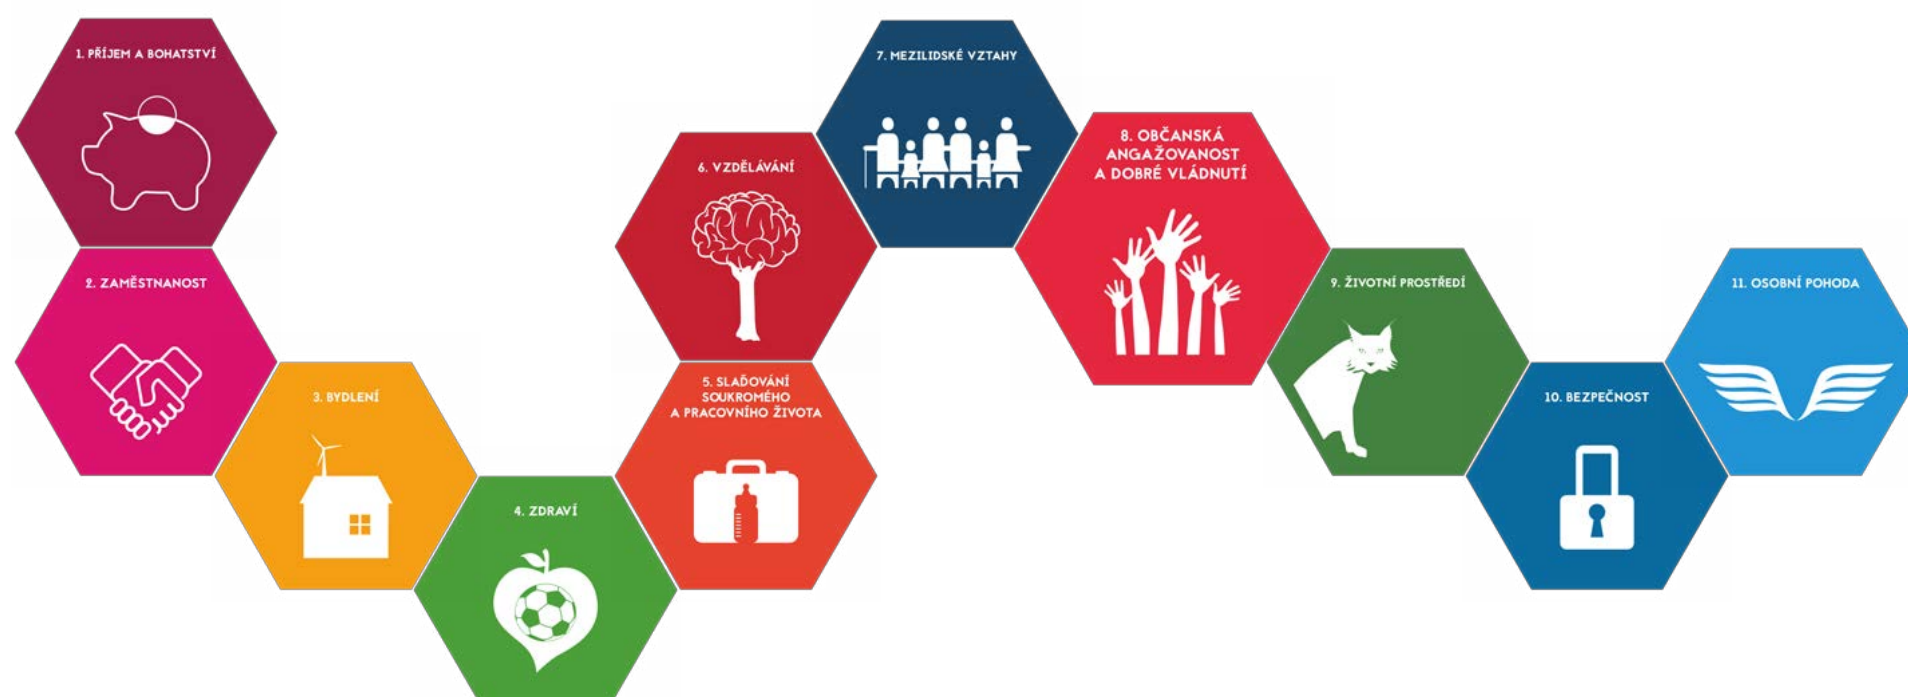 1. PŘÍJEM A BOHATSTVÍ
2. ZAMĚSTNANOST
3. BYDLENÍ
4. ZDRAVÍ
5. SLAĎOVÁNÍ
SOUKROMÉHO
A PRACOVNÍHO ŽIVOTA
6. VZDĚLÁVÁNÍ
7. MEZILIDSKÉ VZTAHY
8. OBČANSKÁ
ANGAŽOVANOST
A DOBRÉ VLÁDNUTÍ
9. ŽIVOTNÍ PROSTŘEDÍ
10. BEZPEČNOST
11. OSOBNÍ POHODA